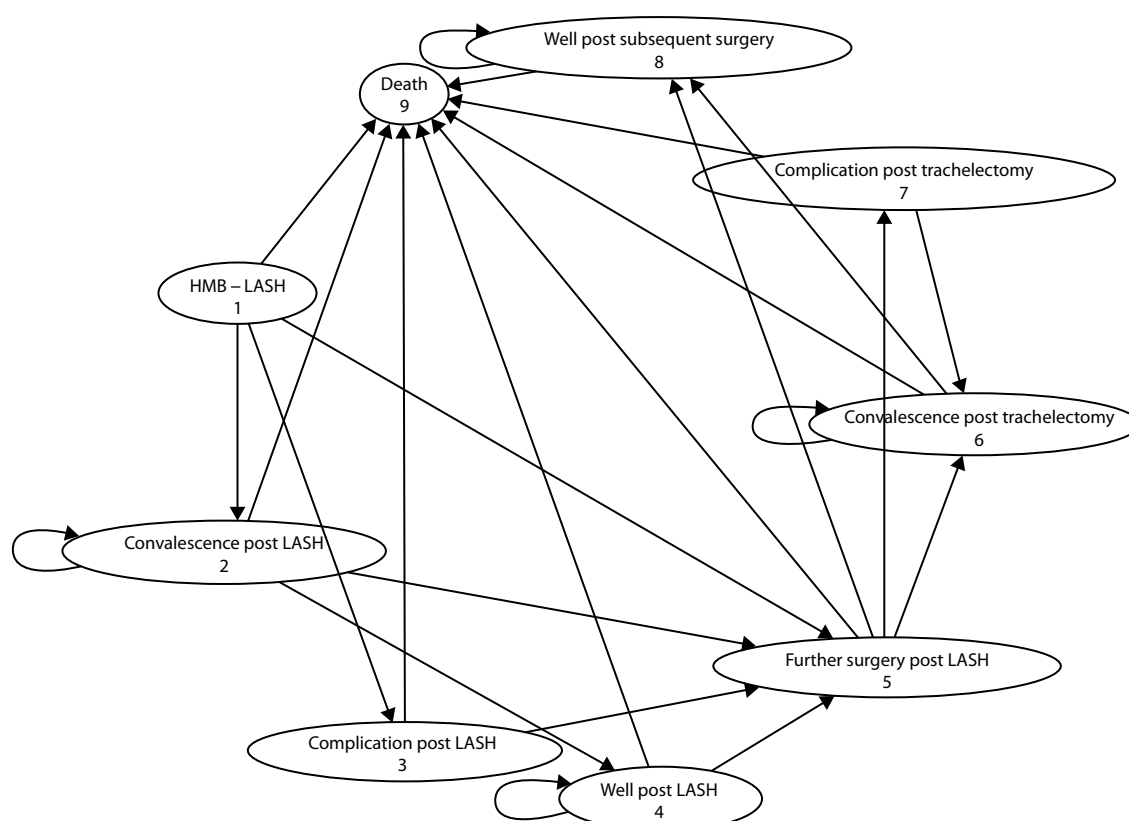 Well post subsequent surgery
8
Death
9
Complication post trachelectomy
7
HMB – LASH
1
Convalescence post trachelectomy
6
Convalescence post LASH
2
Further surgery post LASH
5
Complication post LASH
3
Well post LASH
4